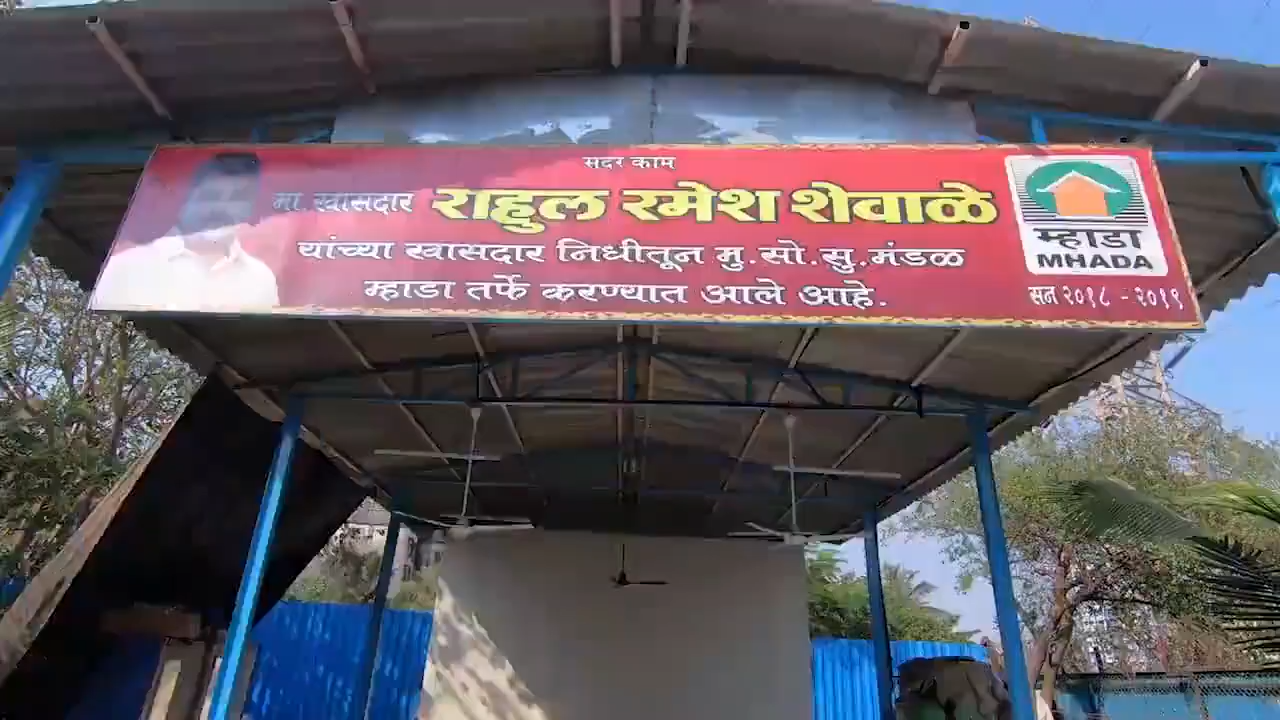 सदर काम
मा. खासदार राहुल रमेश शेवाळे
यांच्या खासदार निधीतून मु.सो.सु.मंडळ
म्हाडा तर्फे करण्यात आले आहे.
म्हाडा
MHADA
सन २०१८ - २०१९